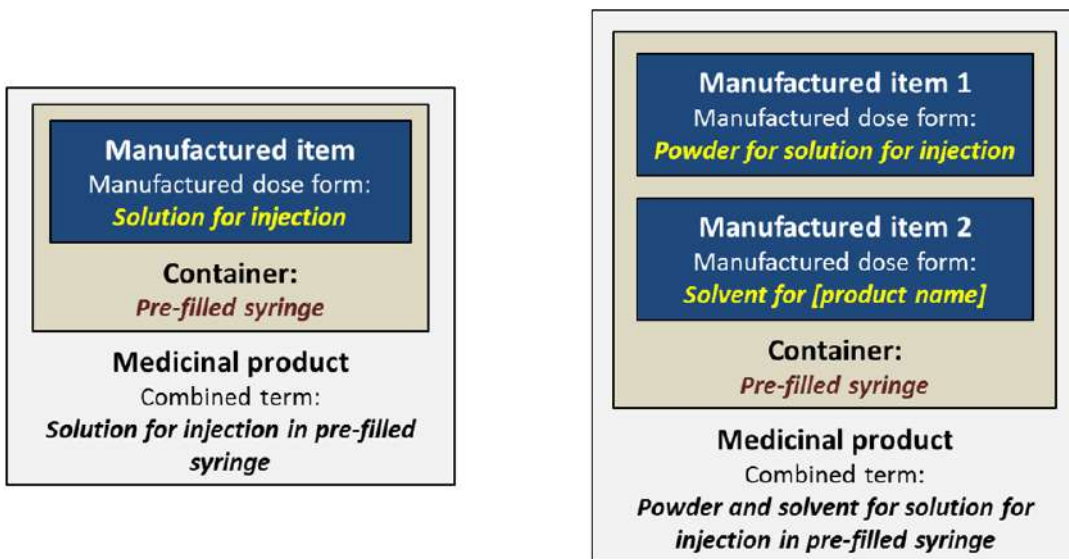 Manufactured item
Manufactured dose form:
Solution for injection
Container:
Pre-filled syringe
Medicinal product
Combined term:
Solution for injection in pre-filled
syringe
Manufactured item 1
Manufactured dose form:
Powder for solution for injection
Manufactured item 2
Manufactured dose form:
Solvent for [product name]
Container:
Pre-filled syringe
Medicinal product
Combined term:
Powder and solvent for solution for
injection in pre-filled syringe